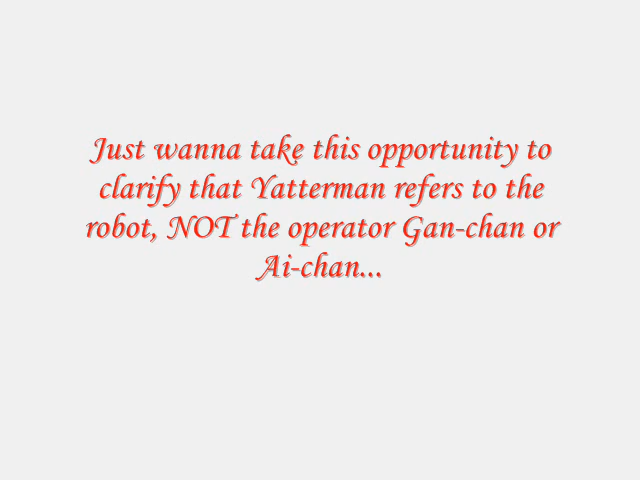 Just wanna take this opportunity to
clarify that Yatterman refers to the
robot, NOT the operator Gan-chan or
Ai-chan...